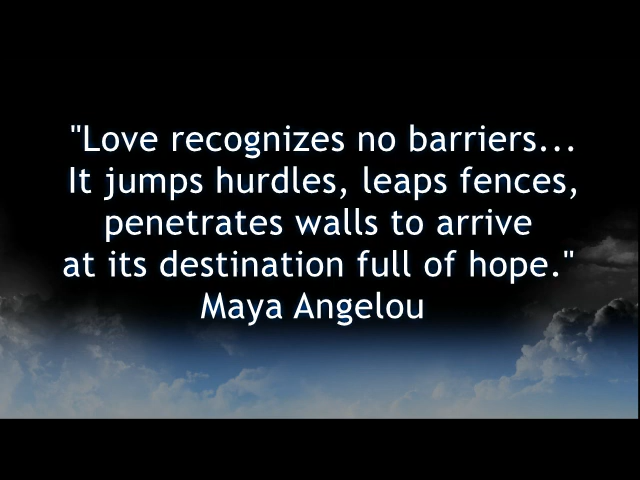 "Love recognizes no barriers...
It jumps hurdles, leaps fences,
penetrates walls to arrive
at its destination full of hope."
Maya Angelou